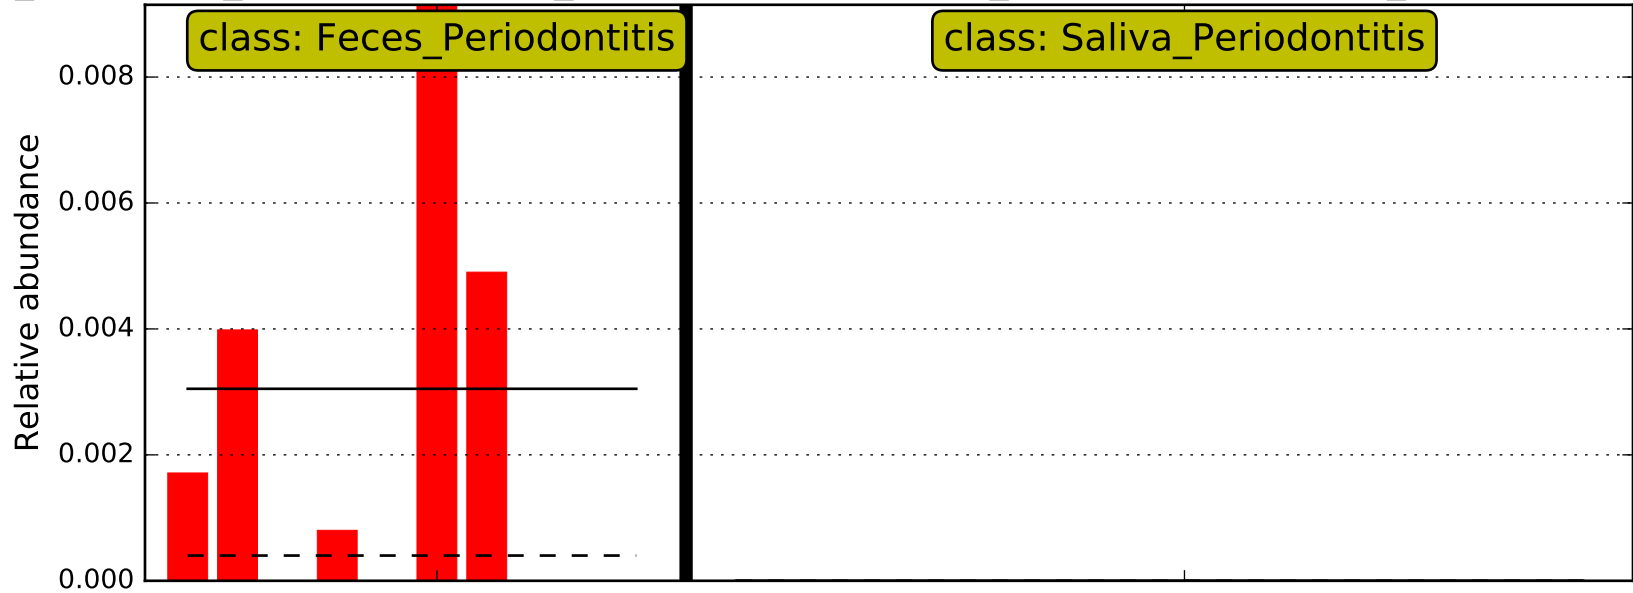 class: Feces_Periodontitis
class: Saliva_Periodontitis
Relative abundance
0.008
0.006
0.004
0.002
0.000